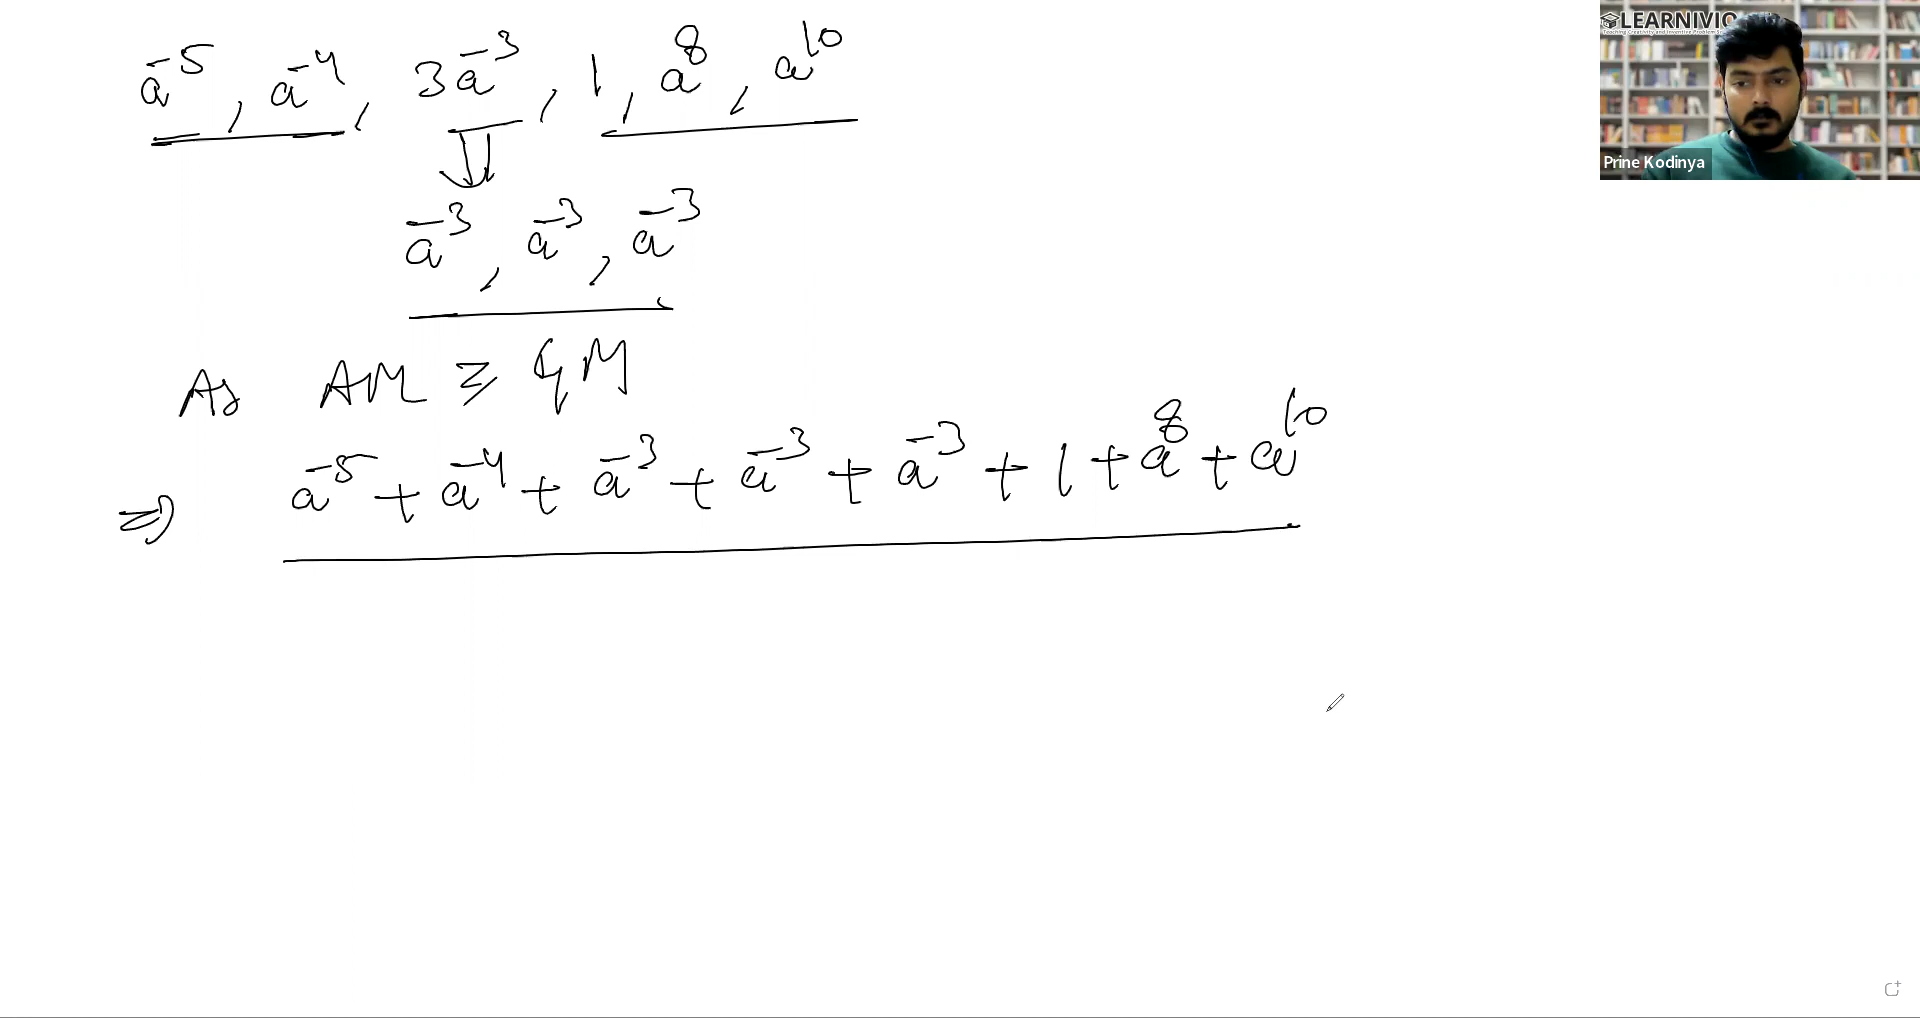 a⁻⁵, a⁻⁴, 3a⁻³, 1, a⁸, a¹⁰
a⁻³, a⁻³, a⁻³
As AM ≥ GM
⇒ a⁻⁵ + a⁻⁴ + a⁻³ + a⁻³ + a⁻³ + 1 + a⁸ + a¹⁰
LEARNIVIO
Prine Kodinya